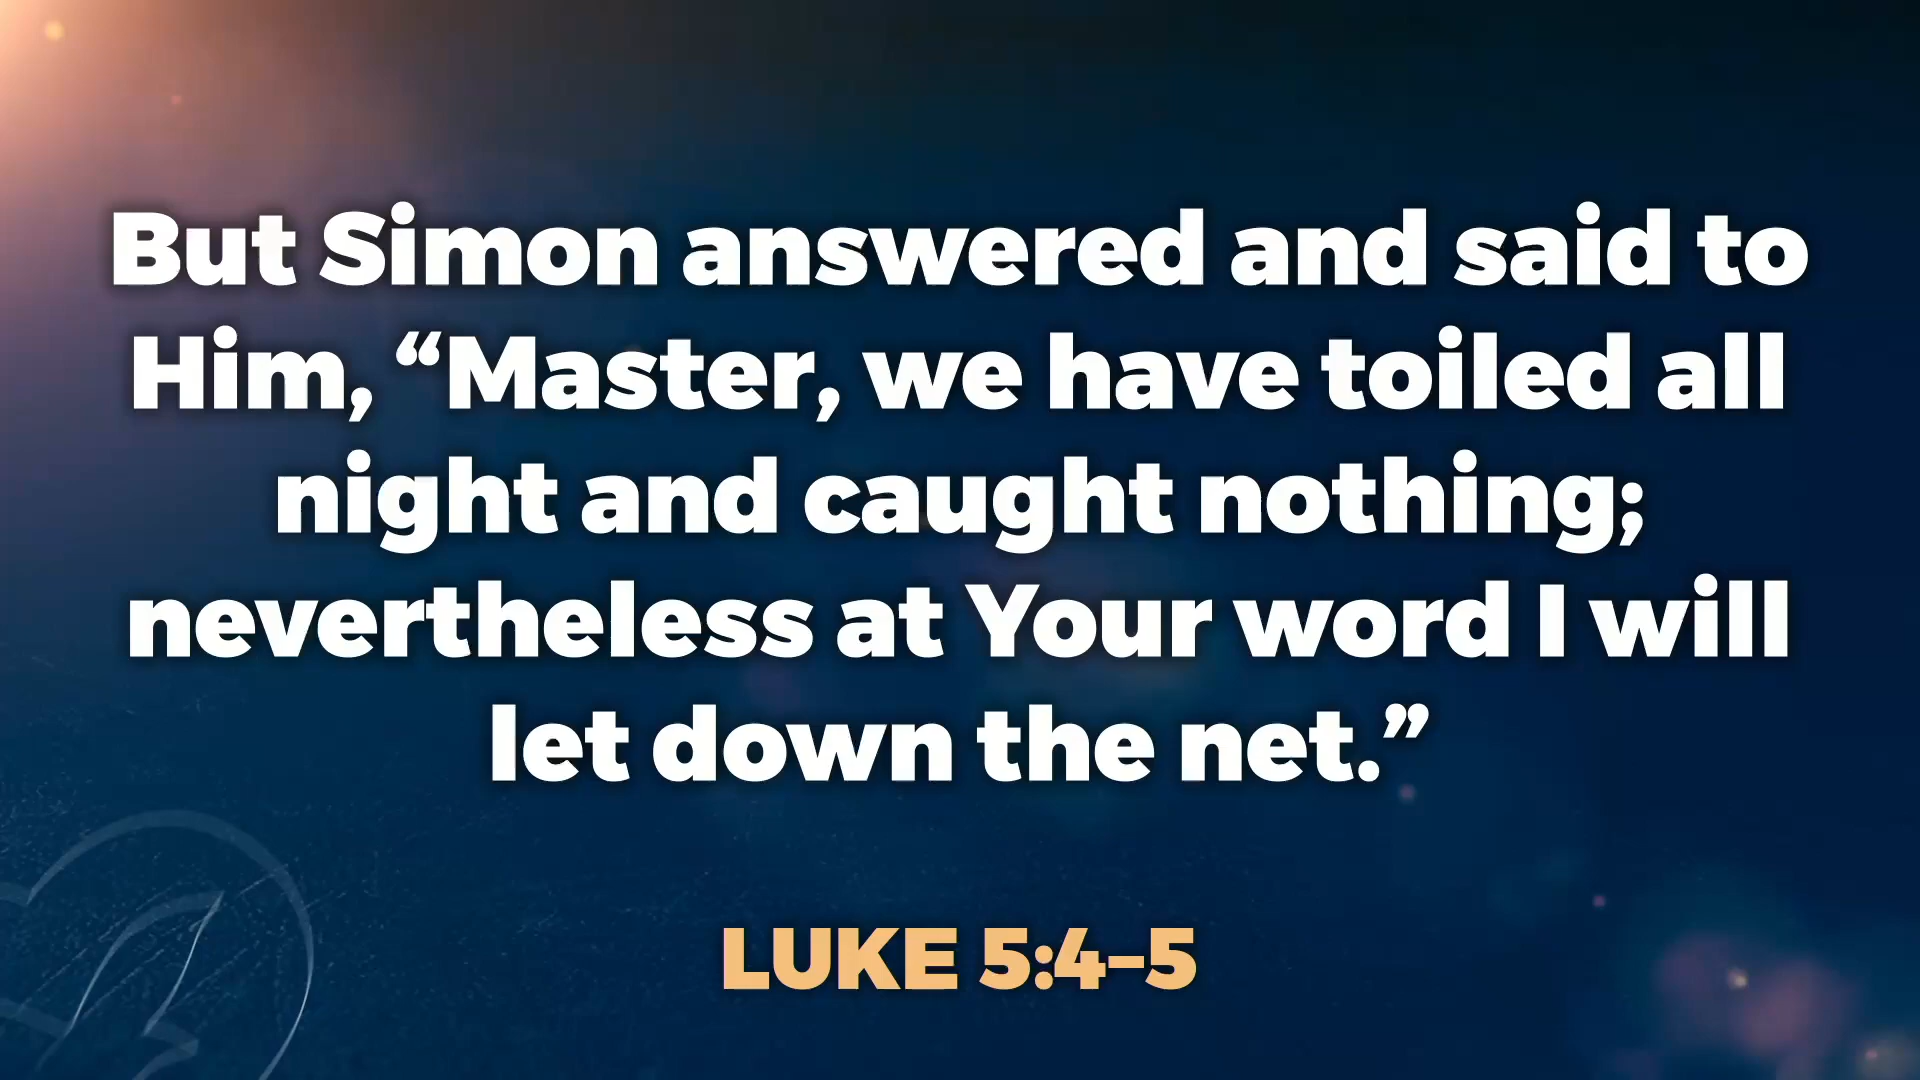 But Simon answered and said to
Him, “Master, we have toiled all
night and caught nothing;
nevertheless at Your word I will
let down the net.”
LUKE 5:4–5